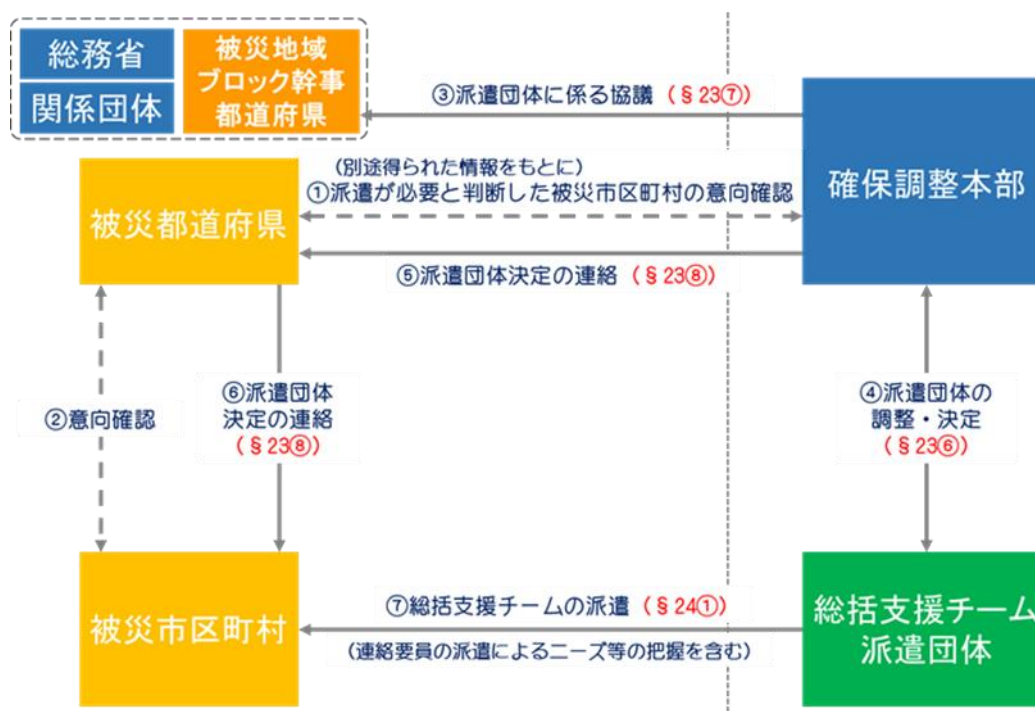 総務省
関係団体
被災地域
ブロック幹事
都道府県
③派遣団体に係る協議（§23⑦）
確保調整本部
(別途得られた情報をもとに)
①派遣が必要と判断した被災市区町村の意向確認
被災都道府県
⑤派遣団体決定の連絡（§23⑧）
②意向確認
⑥派遣団体
決定の連絡
（§23⑧）
④派遣団体の
調整・決定
（§23⑥）
被災市区町村
⑦総括支援チームの派遣（§24①）
(連絡要員の派遣によるニーズ等の把握を含む)
総括支援チーム
派遣団体